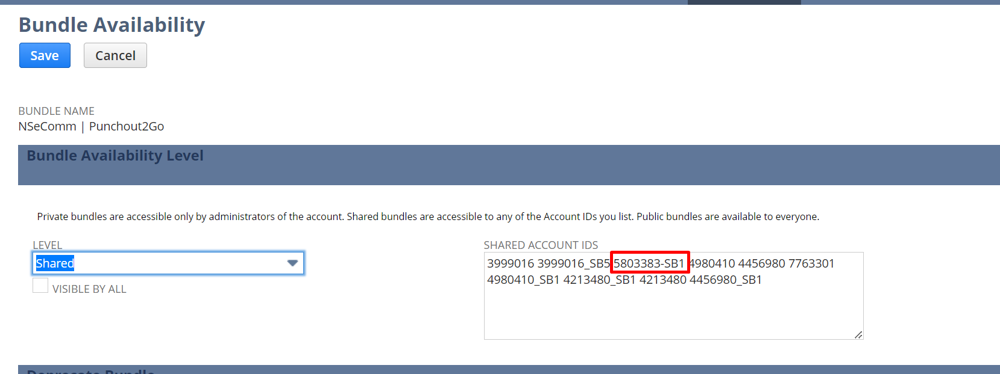 Bundle Availability
Save Cancel
BUNDLE NAME
NSeComm | Punchout2Go
Bundle Availability Level
Private bundles are accessible only by administrators of the account. Shared bundles are accessible to any of the Account IDs you list. Public bundles are available to everyone.
LEVEL
Shared
VISIBLE BY ALL
SHARED ACCOUNT IDS
3999016 3999016_SB5 5803383-SB1 4980410 4456980 7763301
4980410_SB1 4213480_SB1 4213480 4456980_SB1
Deprecate Bundle